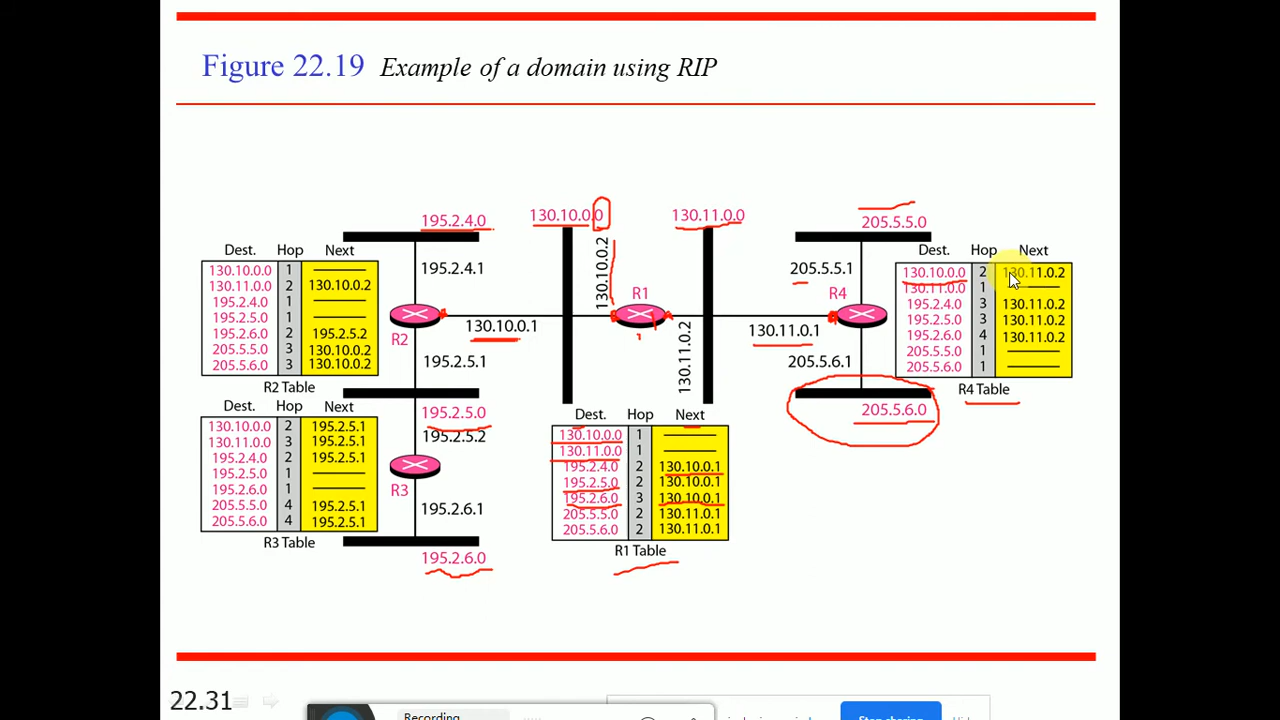 Figure 22.19 Example of a domain using RIP
195.2.4.0
130.10.0.0
130.11.0.0
205.5.5.0
Dest. Hop Next
130.10.0.0 1
130.11.0.0 2 130.10.0.2
195.2.4.0 1
195.2.5.0 1
195.2.6.0 2 195.2.5.2
205.5.5.0 3 130.10.0.2
205.5.6.0 3 130.10.0.2
R2 Table
195.2.4.1
R2
130.10.0.1
195.2.5.1
195.2.5.0
195.2.5.2
130.10.0.2
R1
130.11.0.2
205.5.5.1
R4
130.11.0.1
205.5.6.1
205.5.6.0
Dest. Hop Next
130.10.0.0 2 130.11.0.2
130.11.0.0 1
195.2.4.0 3 130.11.0.2
195.2.5.0 3 130.11.0.2
195.2.6.0 4 130.11.0.2
205.5.5.0 1
205.5.6.0 1
R4 Table
Dest. Hop Next
130.10.0.0 2 195.2.5.1
130.11.0.0 3 195.2.5.1
195.2.4.0 2 195.2.5.1
195.2.5.0 1
195.2.6.0 1
205.5.5.0 4 195.2.5.1
205.5.6.0 4 195.2.5.1
R3 Table
R3
195.2.6.1
195.2.6.0
Dest. Hop Next
130.10.0.0 1
130.11.0.0 1
195.2.4.0 2 130.10.0.1
195.2.5.0 2 130.10.0.1
195.2.6.0 3 130.10.0.1
205.5.5.0 2 130.11.0.1
205.5.6.0 2 130.11.0.1
R1 Table
22.31
Recording
Stop sharing